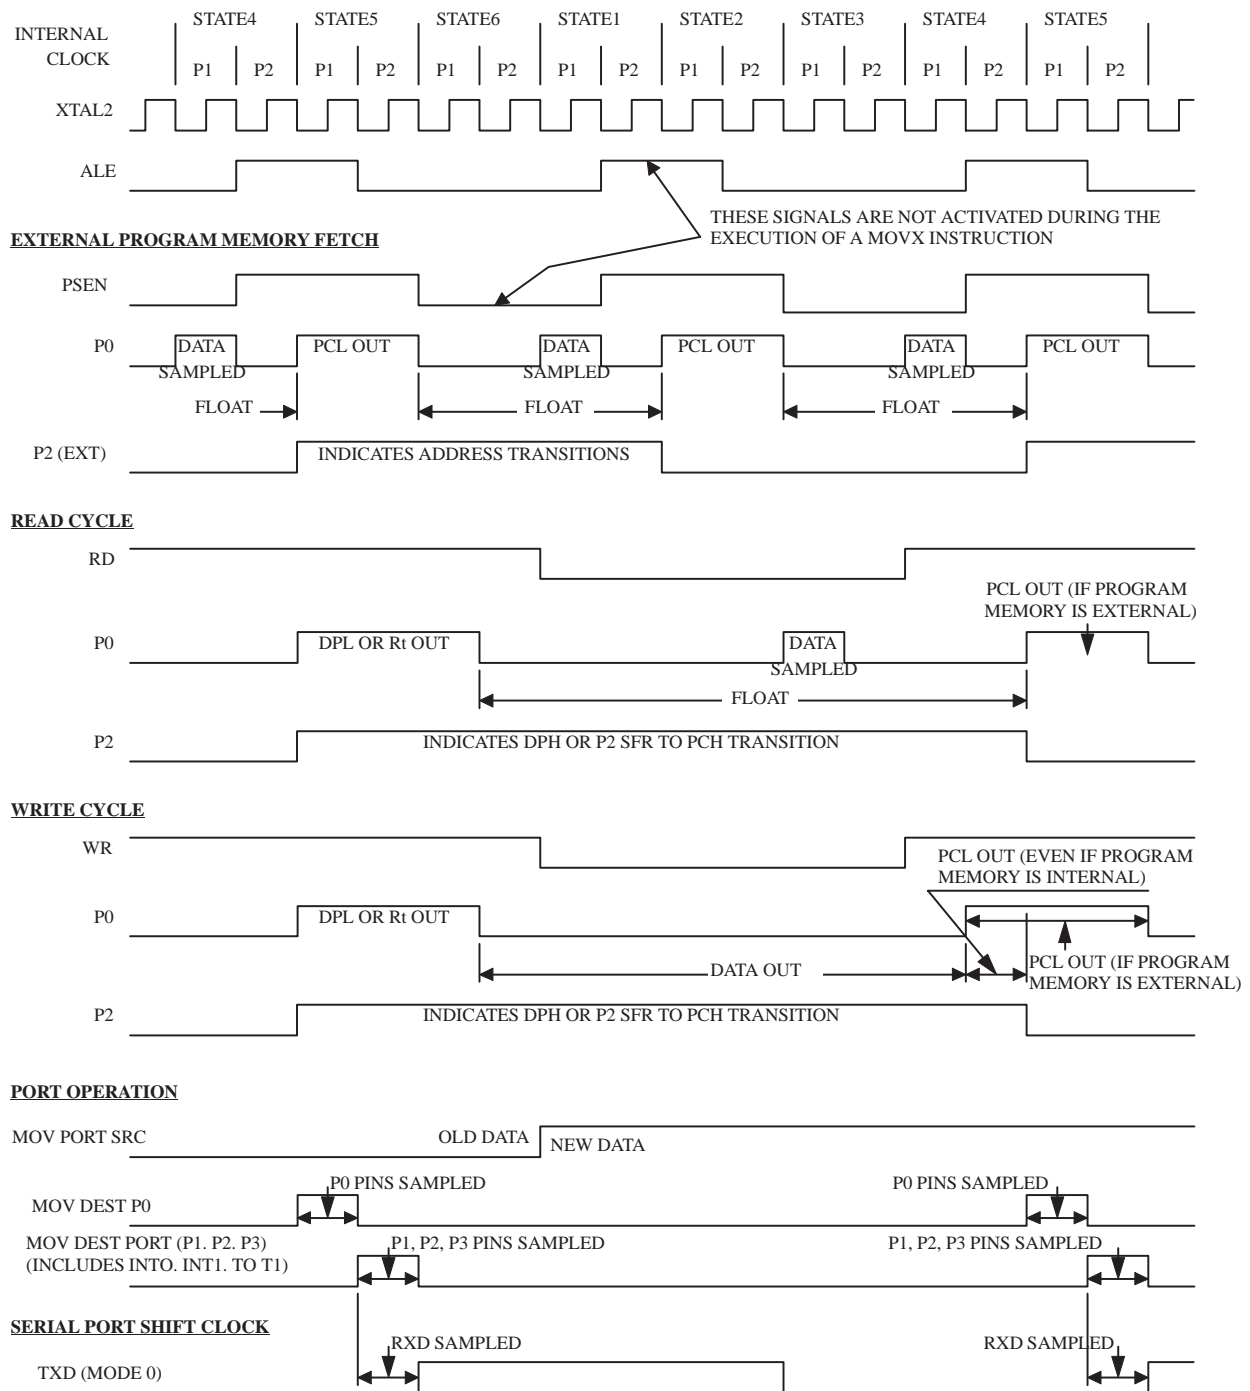 INTERNAL
CLOCK
STATE4 STATE5 STATE6 STATE1 STATE2 STATE3 STATE4 STATE5
P1 P2 P1 P2 P1 P2 P1 P2 P1 P2 P1 P2 P1 P2 P1 P2
XTAL2
ALE
THESE SIGNALS ARE NOT ACTIVATED DURING THE
EXECUTION OF A MOVX INSTRUCTION
EXTERNAL PROGRAM MEMORY FETCH
PSEN
P0 DATA PCL OUT DATA PCL OUT DATA PCL OUT
SAMPLED SAMPLED SAMPLED
FLOAT FLOAT FLOAT
P2 (EXT) INDICATES ADDRESS TRANSITIONS
READ CYCLE
RD
PCL OUT (IF PROGRAM
MEMORY IS EXTERNAL)
P0 DPL OR Rt OUT DATA
SAMPLED
FLOAT
P2 INDICATES DPH OR P2 SFR TO PCH TRANSITION
WRITE CYCLE
WR
PCL OUT (EVEN IF PROGRAM
MEMORY IS INTERNAL)
P0 DPL OR Rt OUT
DATA OUT
PCL OUT (IF PROGRAM
MEMORY IS EXTERNAL)
P2 INDICATES DPH OR P2 SFR TO PCH TRANSITION
PORT OPERATION
MOV PORT SRC OLD DATA NEW DATA
P0 PINS SAMPLED P0 PINS SAMPLED
MOV DEST P0
MOV DEST PORT (P1. P2. P3) P1, P2, P3 PINS SAMPLED P1, P2, P3 PINS SAMPLED
(INCLUDES INTO. INT1. TO T1)
SERIAL PORT SHIFT CLOCK
RXD SAMPLED RXD SAMPLED
TXD (MODE 0)